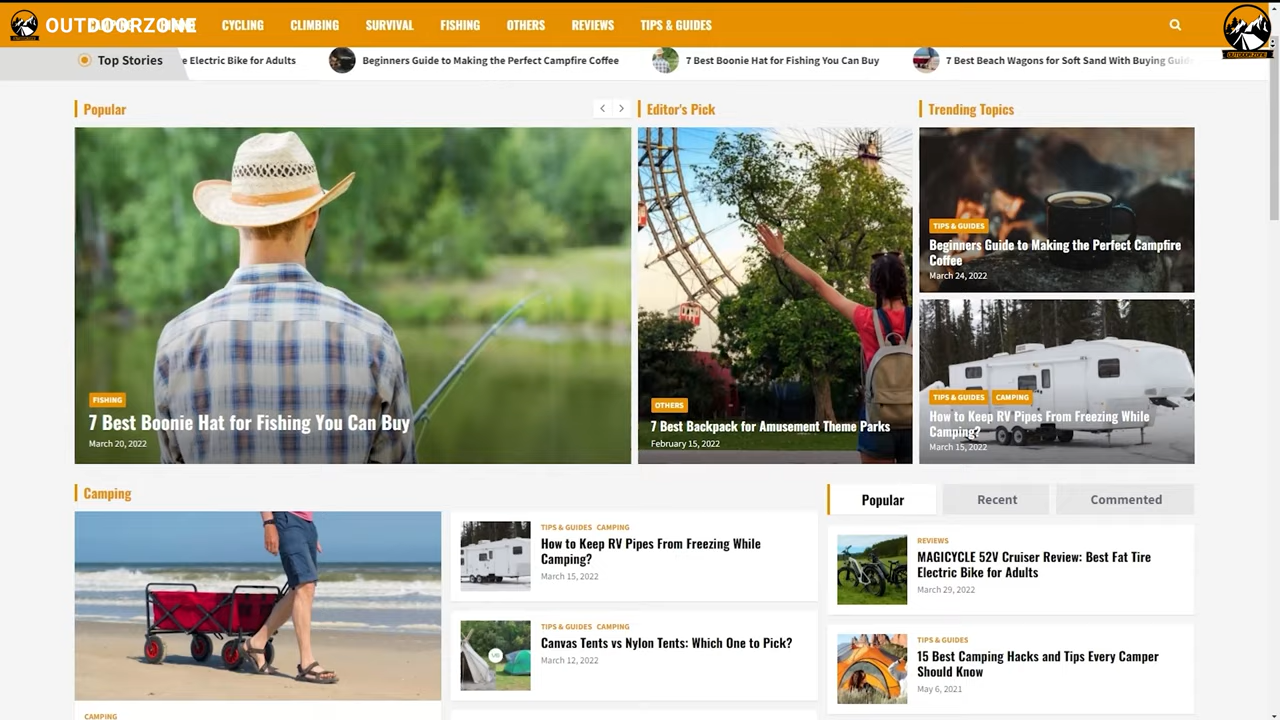 OUTDOORZONE
CYCLING
CLIMBING
SURVIVAL
FISHING
OTHERS
REVIEWS
TIPS & GUIDES
OUTDOORZONE
Top Stories
e Electric Bike for Adults
Beginners Guide to Making the Perfect Campfire Coffee
7 Best Boonie Hat for Fishing You Can Buy
7 Best Beach Wagons for Soft Sand With Buying Guide
Popular
Editor's Pick
Trending Topics
FISHING
7 Best Boonie Hat for Fishing You Can Buy
March 20, 2022
OTHERS
7 Best Backpack for Amusement Theme Parks
February 15, 2022
TIPS & GUIDES
Beginners Guide to Making the Perfect Campfire
Coffee
March 24, 2022
TIPS & GUIDES
CAMPING
How to Keep RV Pipes From Freezing While
Camping?
March 15, 2022
Camping
CAMPING
TIPS & GUIDES CAMPING
How to Keep RV Pipes From Freezing While
Camping?
March 15, 2022
VS
TIPS & GUIDES CAMPING
Canvas Tents vs Nylon Tents: Which One to Pick?
March 12, 2022
Popular
Recent
Commented
REVIEWS
MAGICYCLE 52V Cruiser Review: Best Fat Tire
Electric Bike for Adults
March 29, 2022
TIPS & GUIDES
15 Best Camping Hacks and Tips Every Camper
Should Know
May 6, 2021